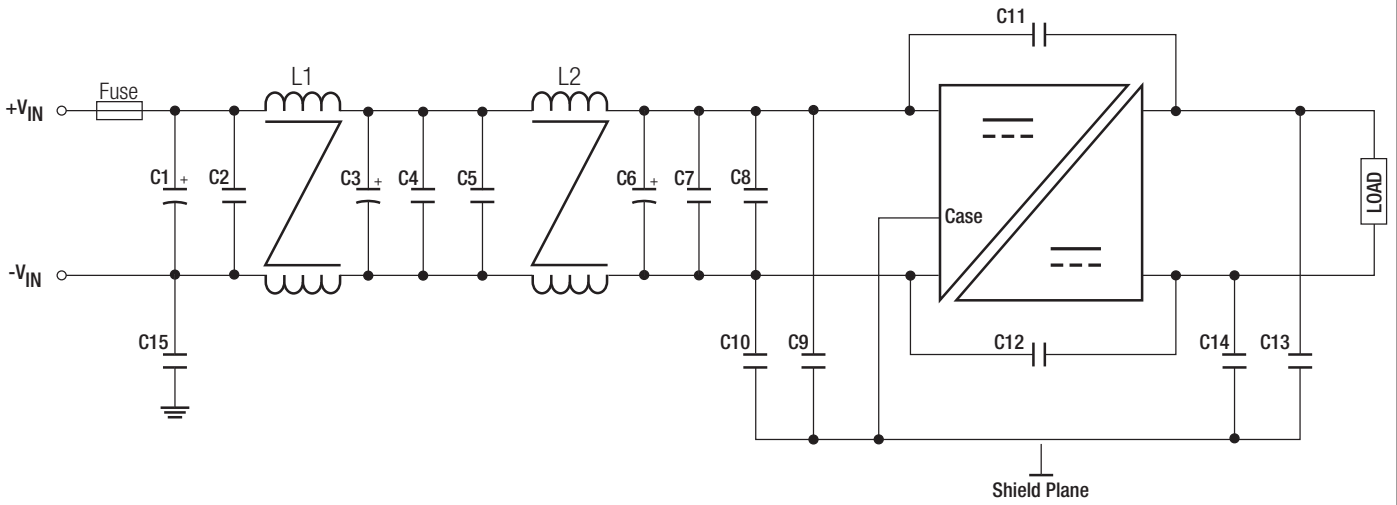 C11
L1
L2
Fuse
+VIN
C1 +
C2
C3 +
C4
C5
C6 +
C7
C8
Case
LOAD
-VIN
C15
C10
C9
C12
C14
C13
Shield Plane